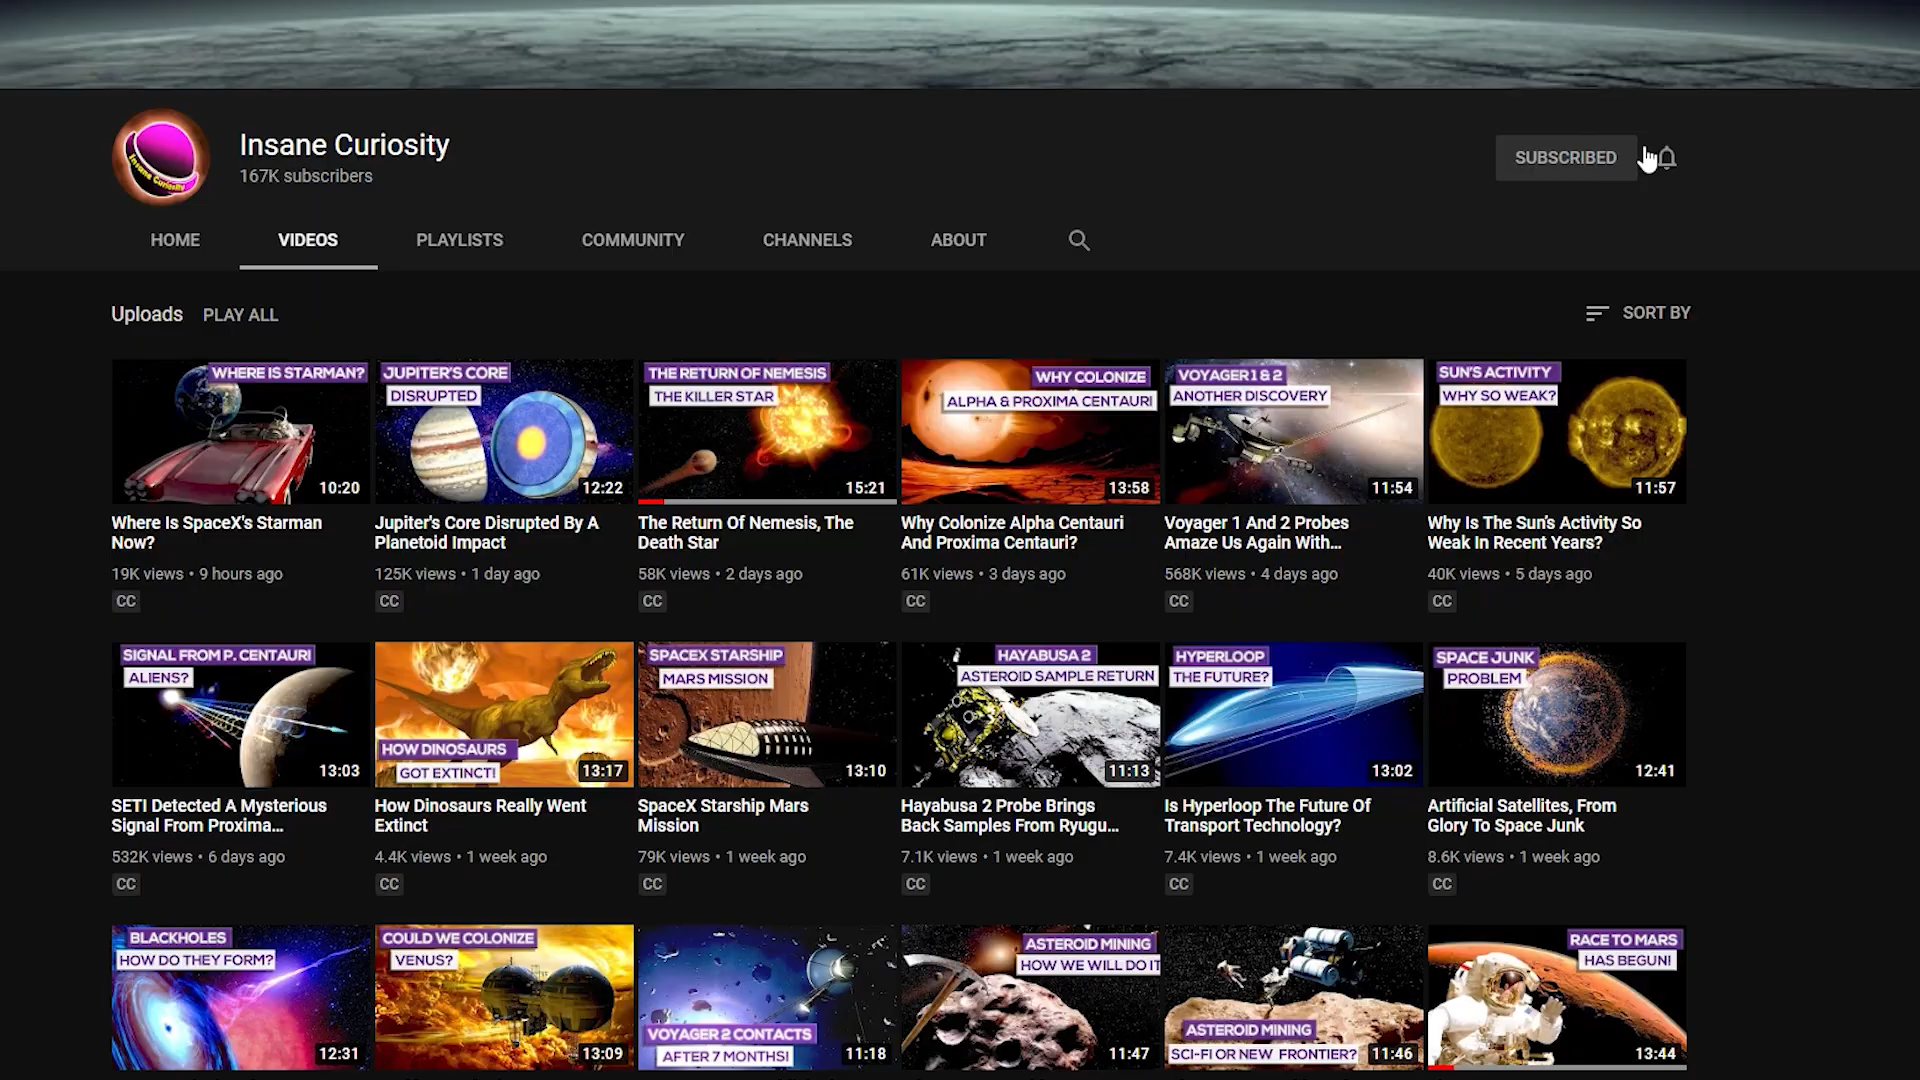 Insane Curiosity
167K subscribers
Insane Curiosity
SUBSCRIBED
HOME VIDEOS PLAYLISTS COMMUNITY CHANNELS ABOUT
Uploads PLAY ALL
SORT BY
WHERE IS STARMAN?
10:20
Where Is SpaceX's Starman
Now?
19K views • 9 hours ago
CC
JUPITER'S CORE
DISRUPTED
12:22
Jupiter's Core Disrupted By A
Planetoid Impact
125K views • 1 day ago
CC
THE RETURN OF NEMESIS
THE KILLER STAR
15:21
The Return Of Nemesis, The
Death Star
58K views • 2 days ago
CC
WHY COLONIZE
ALPHA & PROXIMA CENTAURI
13:58
Why Colonize Alpha Centauri
And Proxima Centauri?
61K views • 3 days ago
CC
VOYAGER 1 & 2
ANOTHER DISCOVERY
11:54
Voyager 1 And 2 Probes
Amaze Us Again With...
568K views • 4 days ago
CC
SUN'S ACTIVITY
WHY SO WEAK?
11:57
Why Is The Sun's Activity So
Weak In Recent Years?
40K views • 5 days ago
CC
SIGNAL FROM P. CENTAURI
ALIENS?
13:03
SETI Detected A Mysterious
Signal From Proxima...
532K views • 6 days ago
CC
HOW DINOSAURS
GOT EXTINCT!
13:17
How Dinosaurs Really Went
Extinct
4.4K views • 1 week ago
CC
SPACEX STARSHIP
MARS MISSION
13:10
SpaceX Starship Mars
Mission
79K views • 1 week ago
CC
HAYABUSA 2
ASTEROID SAMPLE RETURN
11:13
Hayabusa 2 Probe Brings
Back Samples From Ryugu...
7.1K views • 1 week ago
CC
HYPERLOOP
THE FUTURE?
13:02
Is Hyperloop The Future Of
Transport Technology?
7.4K views • 1 week ago
CC
SPACE JUNK
PROBLEM
12:41
Artificial Satellites, From
Glory To Space Junk
8.6K views • 1 week ago
CC
BLACKHOLES
HOW DO THEY FORM?
12:31
COULD WE COLONIZE
VENUS?
13:09
VOYAGER 2 CONTACTS
AFTER 7 MONTHS!
11:18
ASTEROID MINING
HOW WE WILL DO IT
11:47
ASTEROID MINING
SCI-FI OR NEW FRONTIER?
11:46
RACE TO MARS
HAS BEGUN!
13:44